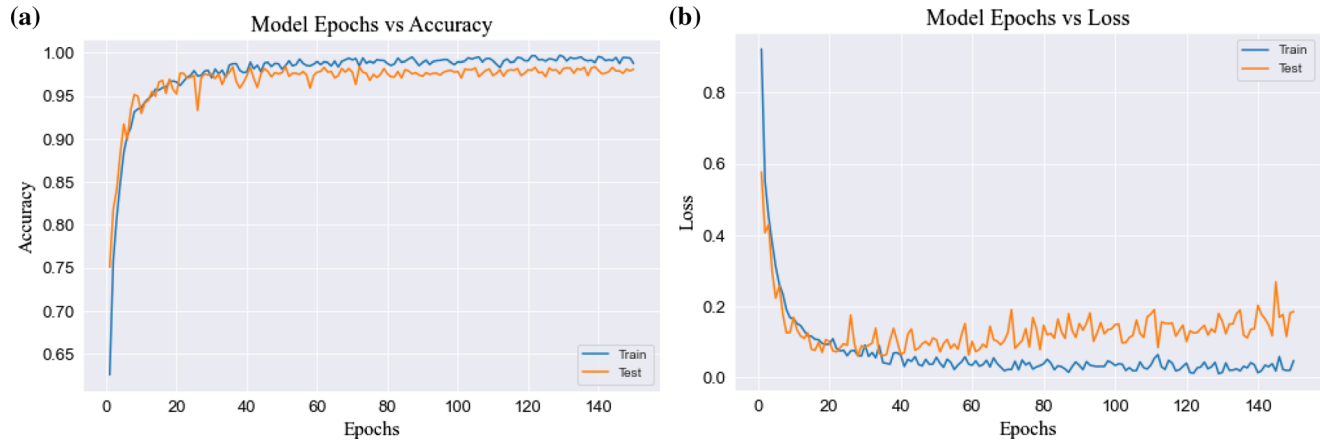 (a)
Model Epochs vs Accuracy
1.00
0.95
0.90
0.85
0.80
0.75
0.70
0.65
Accuracy
0
20
40
60
80
100
120
140
Epochs
Train
Test
(b)
Model Epochs vs Loss
0.8
0.6
0.4
0.2
0.0
Loss
0
20
40
60
80
100
120
140
Epochs
Train
Test